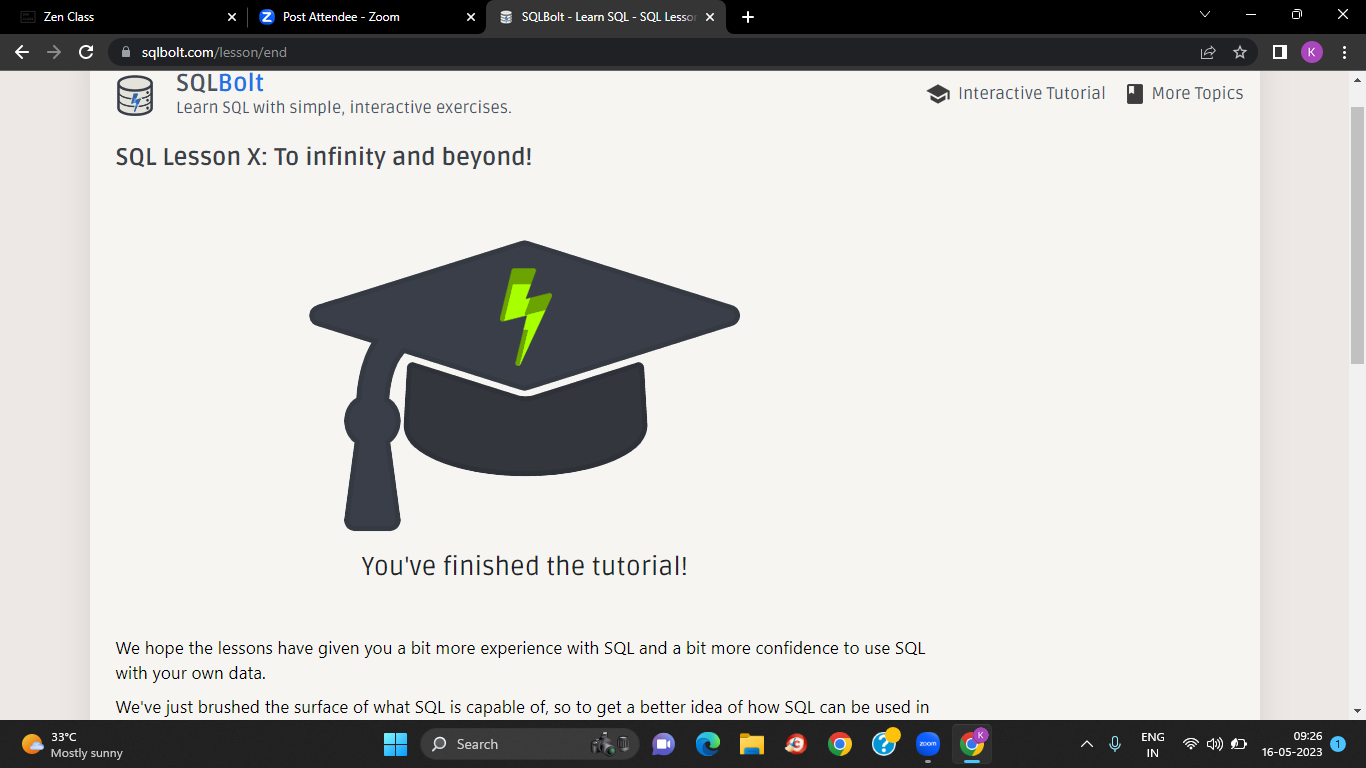 Zen Class
Post Attendee - Zoom
SQLBolt - Learn SQL - SQL Lesson
sqlbolt.com/lesson/end
K
SQLBolt
Learn SQL with simple, interactive exercises.
Interactive Tutorial
More Topics
SQL Lesson X: To infinity and beyond!
You've finished the tutorial!
We hope the lessons have given you a bit more experience with SQL and a bit more confidence to use SQL
with your own data.
We've just brushed the surface of what SQL is capable of, so to get a better idea of how SQL can be used in
33°C
Mostly sunny
Search
zoom
K
ENG
IN
09:26
16-05-2023
1